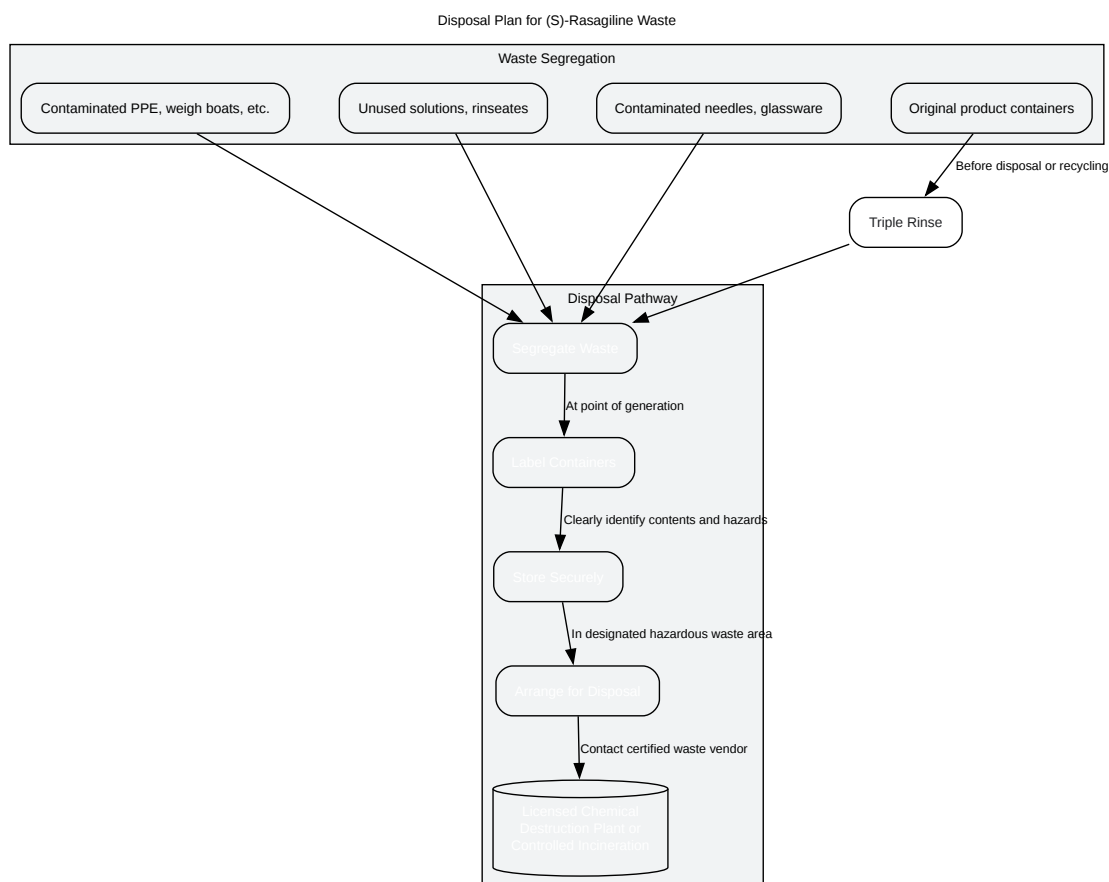 Disposal Plan for (S)-Rasagiline Waste
Waste Segregation
Contaminated PPE, weigh boats, etc.
Unused solutions, rinseates
Contaminated needles, glassware
Original product containers
Before disposal or recycling
Triple Rinse
Disposal Pathway
Segregate Waste
At point of generation
Label Containers
Clearly identify contents and hazards
Store Securely
In designated hazardous waste area
Arrange for Disposal
Contact certified waste vendor
Licensed Chemical
Destruction Plant or
Controlled Incineration